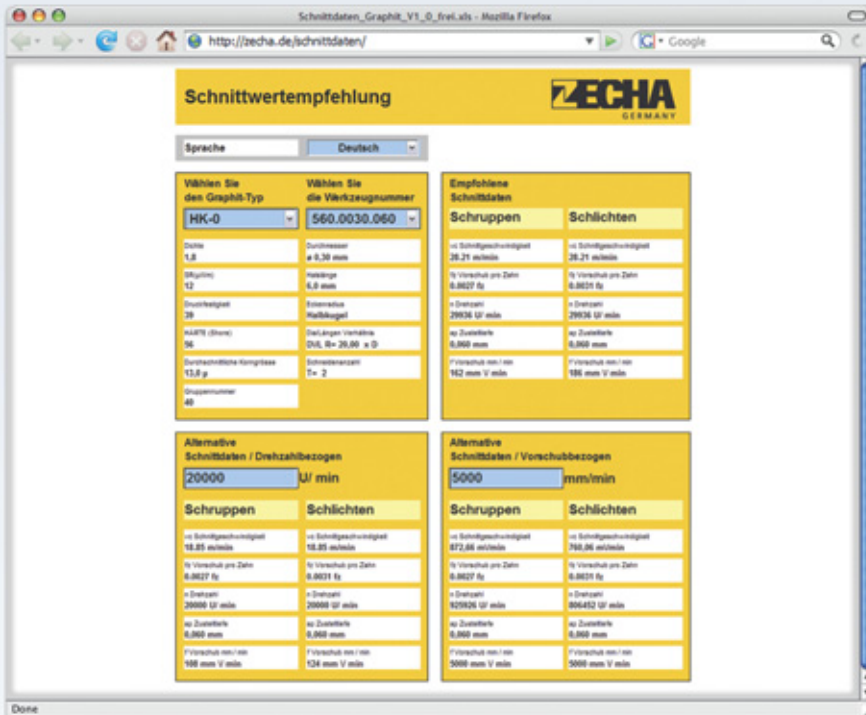 Schnittdaten_Graphit_V1_0_frei.xls - Mozilla Firefox
http://zecha.de/schnittdaten/
Google
Schnittwertempfehlung
ZECHA
GERMANY
Sprache
Deutsch
Wählen Sie
den Graphit-Typ
HK-0
Dichte
1,8
12
Druckfestigkeit
39
HÄRTE (Shore)
56
Durchschnittliche Korngrösse
13,0 µ
Gruppennummer
40
Wählen Sie
die Werkzeugnummer
560.0030.060
Durchmesser
ø 0,30 mm
Halslänge
6,0 mm
Eckenradius
Halbkugel
Dia/Längen Verhältnis
DI/L R= 20,00 x D
Schneidenanzahl
T= 2
Empfohlene
Schnittdaten
Schruppen
vc Schnittgeschwindigkeit
28.21 m/min
fz Vorschub pro Zahn
0.0027 fz
n Drehzahl
29936 U/ min
ap Zustelltiefe
0,060 mm
f Vorschub mm / min
162 mm V min
Schlichten
vc Schnittgeschwindigkeit
28.21 m/min
fz Vorschub pro Zahn
0.0031 fz
n Drehzahl
29936 U/ min
ap Zustelltiefe
0,060 mm
f Vorschub mm / min
186 mm V min
Alternative
Schnittdaten / Drehzahlbezogen
20000 U/ min
Schruppen
vc Schnittgeschwindigkeit
18.85 m/min
fz Vorschub pro Zahn
0.0027 fz
n Drehzahl
20000 U/ min
ap Zustelltiefe
0,060 mm
f Vorschub mm / min
108 mm V min
Schlichten
vc Schnittgeschwindigkeit
18.85 m/min
fz Vorschub pro Zahn
0.0031 fz
n Drehzahl
20000 U/ min
ap Zustelltiefe
0,060 mm
f Vorschub mm / min
124 mm V min
Alternative
Schnittdaten / Vorschubbezogen
5000 mm/min
Schruppen
vc Schnittgeschwindigkeit
872,66 m/min
fz Vorschub pro Zahn
0.0027 fz
n Drehzahl
925926 U/ min
ap Zustelltiefe
0,060 mm
f Vorschub mm / min
5000 mm V min
Schlichten
vc Schnittgeschwindigkeit
760,06 m/min
fz Vorschub pro Zahn
0.0031 fz
n Drehzahl
806452 U/ min
ap Zustelltiefe
0,060 mm
f Vorschub mm / min
5000 mm V min
Done